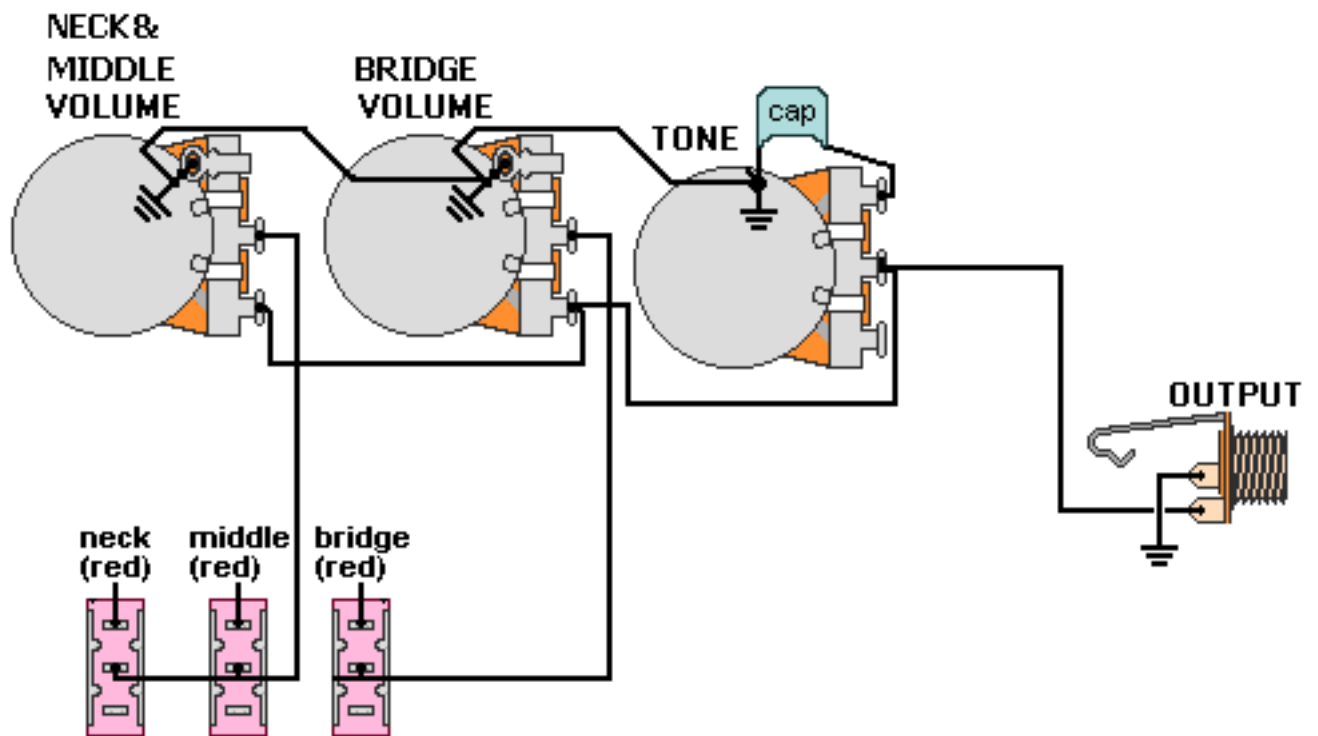 NECK &
MIDDLE
VOLUME
BRIDGE
VOLUME
TONE
cap
OUTPUT
neck
(red)
middle
(red)
bridge
(red)